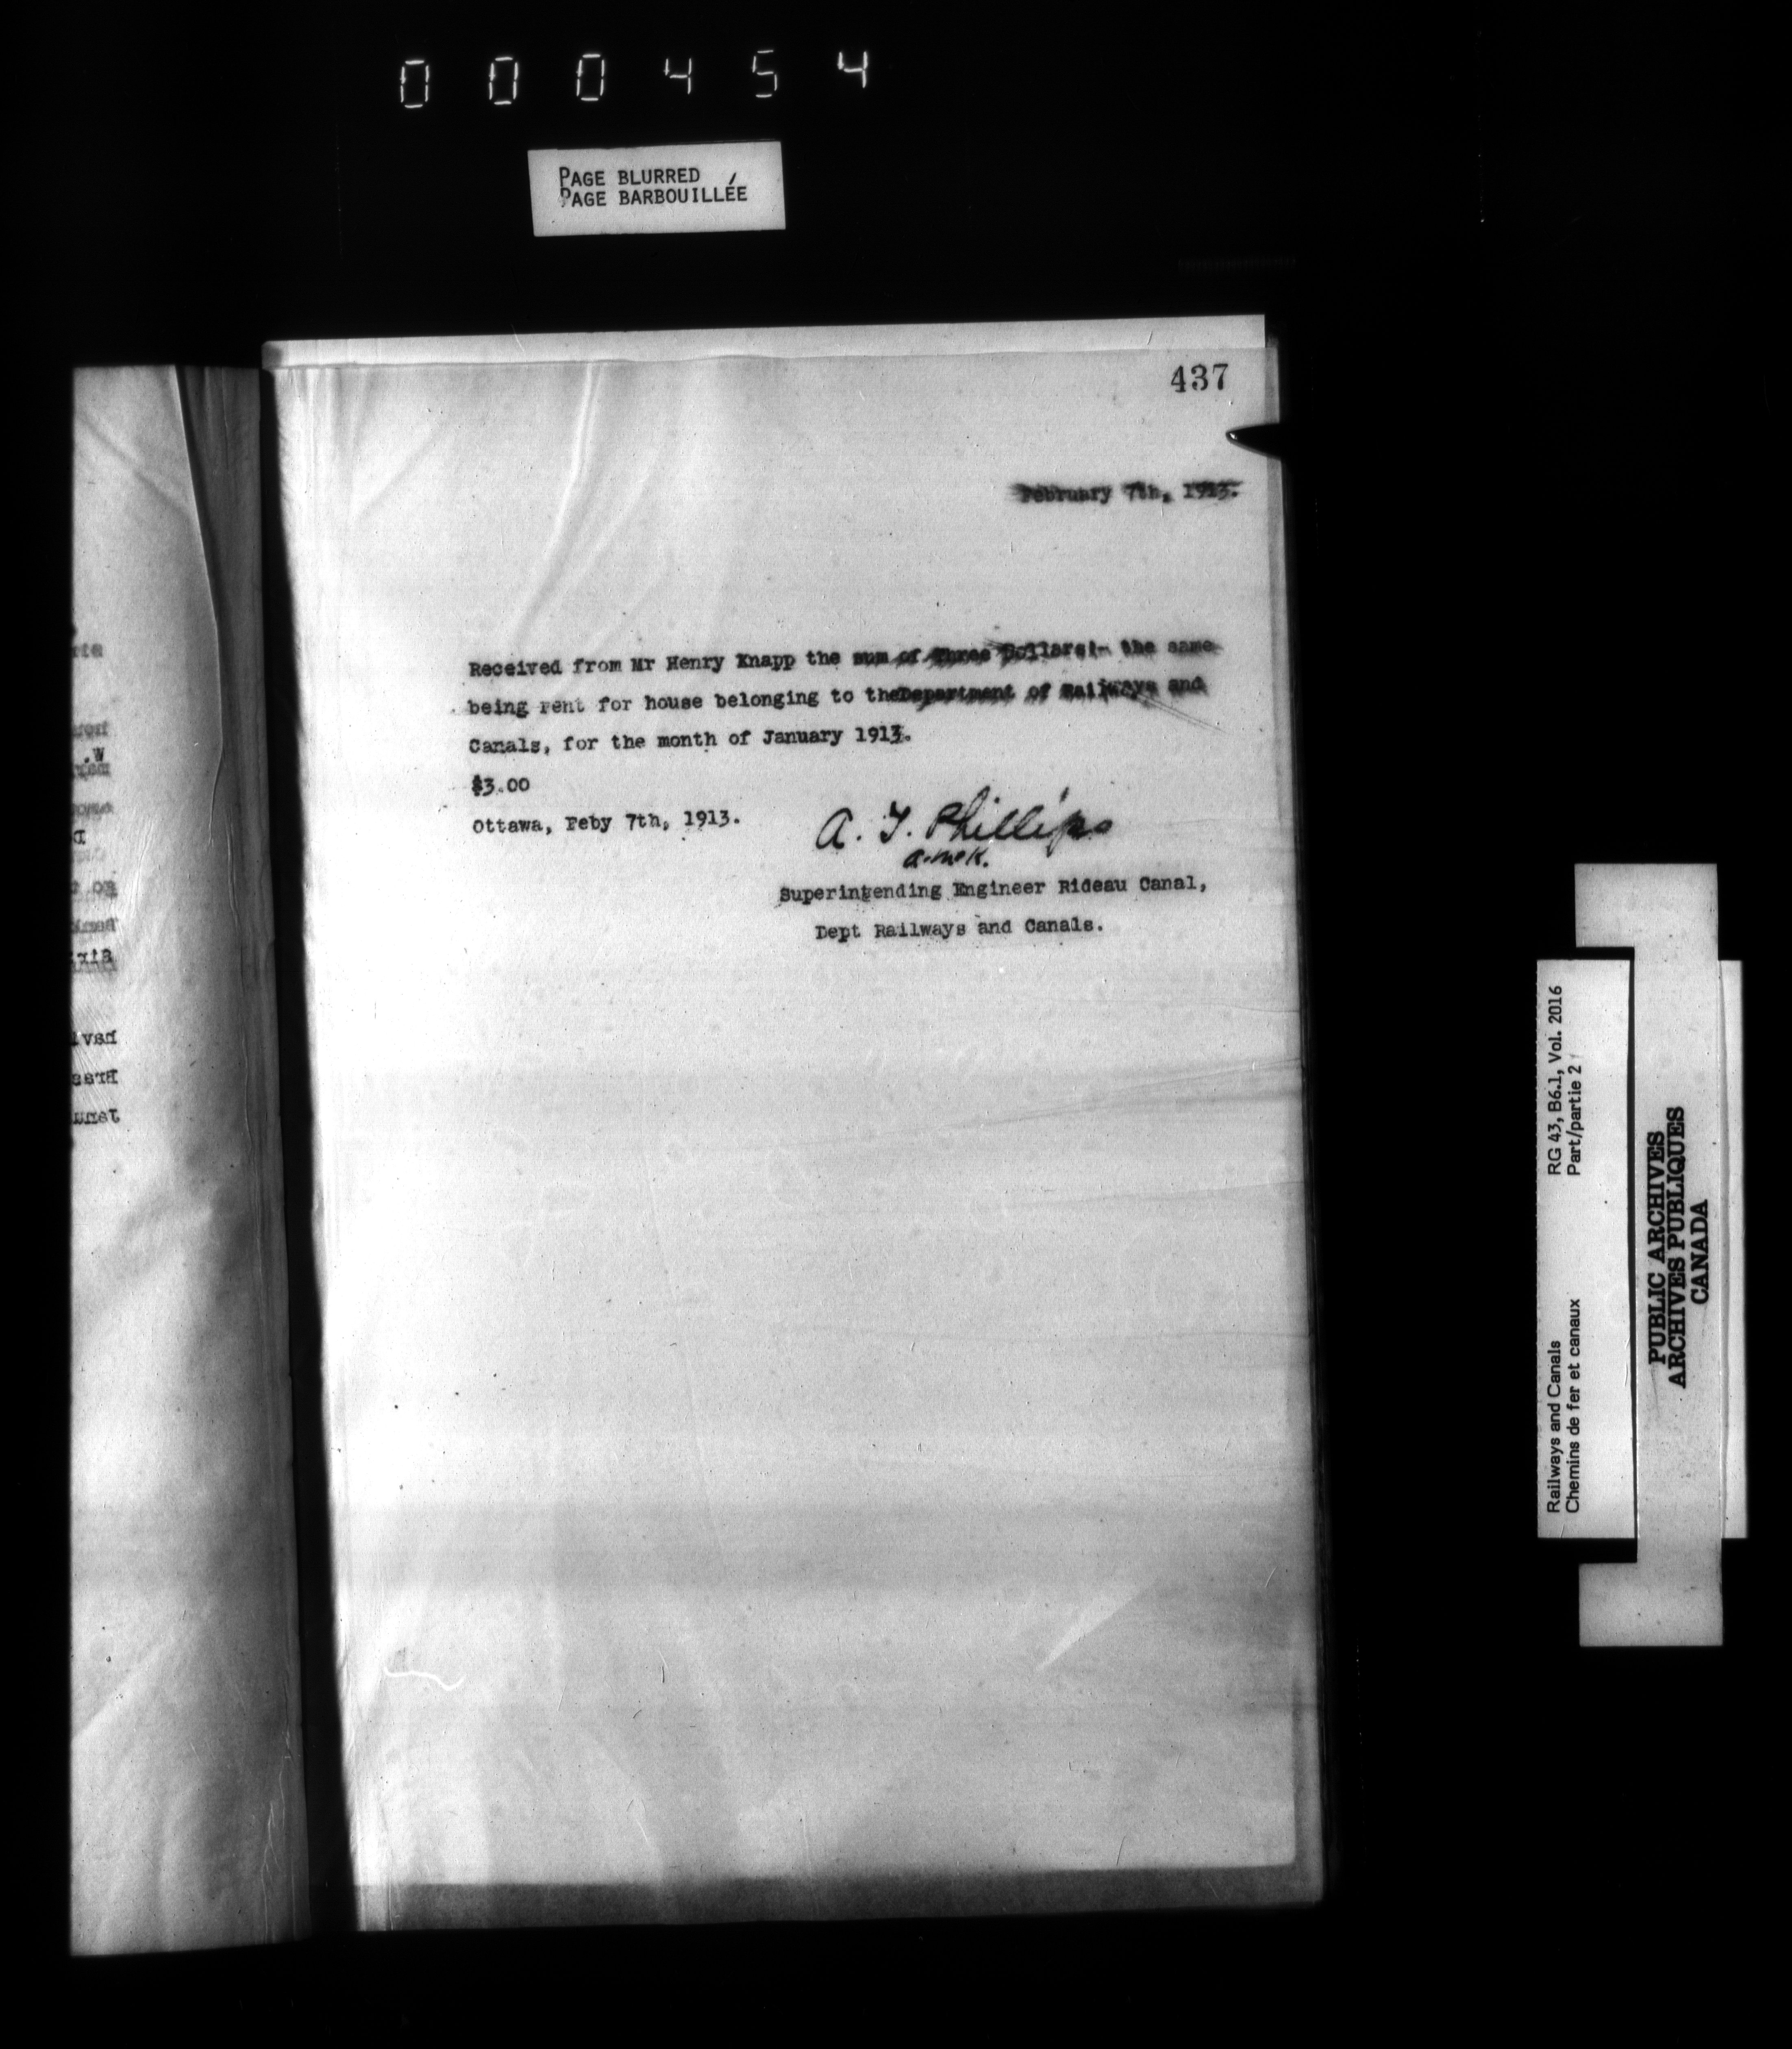 000454
PAGE BLURRED
PAGE BARBOUILLÉE
437
February 7th, 1913.
Received from Mr Henry Knapp the sum of Three Dollars:- the same
being rent for house belonging to theDepartment of Railways and
Canals, for the month of January 1913.
$3.00
Ottawa, Feby 7th, 1913.
A. T. Phillips
a.mcK.
Superintending Engineer Rideau Canal,
Dept Railways and Canals.
Railways and Canals
Chemins de fer et canaux
RG 43, B6.1, Vol. 2016
Part/partie 2
PUBLIC ARCHIVES
ARCHIVES PUBLIQUES
CANADA